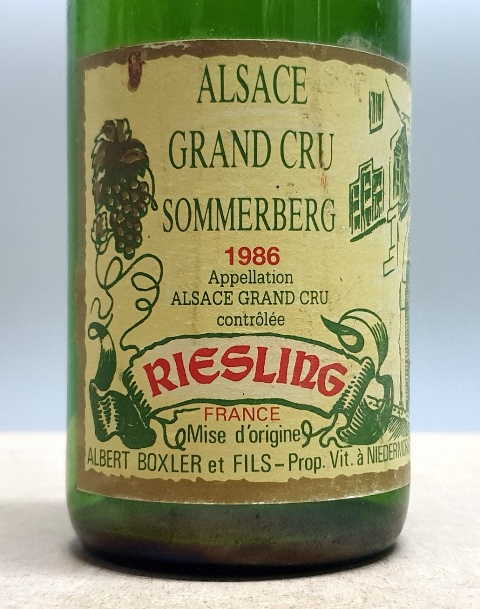 ALSACE
GRAND CRU
SOMMERBERG
1986
Appellation
ALSACE GRAND CRU
contrôlée
RIESLING
FRANCE
Mise d'origine
ALBERT BOXLER et FILS - Prop. Vit. à